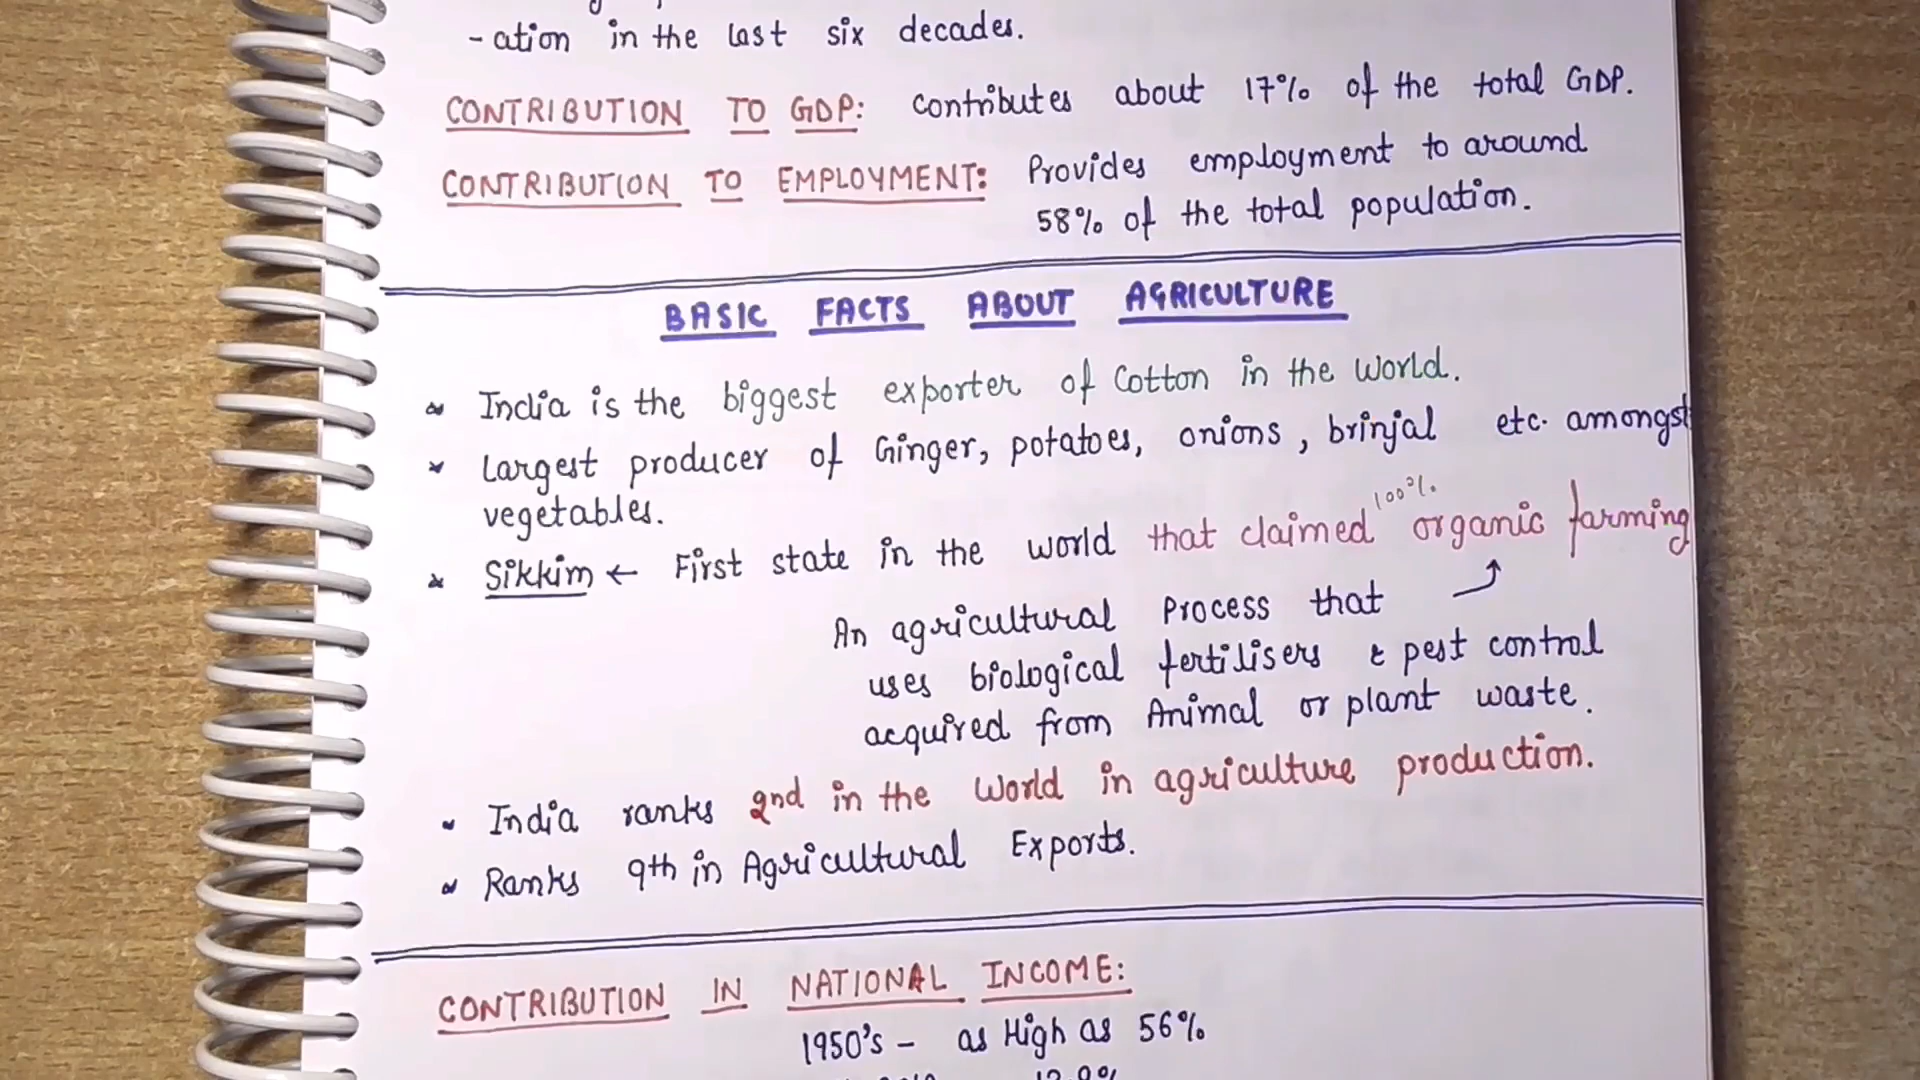 -ation in the last six decades.
CONTRIBUTION TO GDP: contributes about 17% of the total GDP.
CONTRIBUTION TO EMPLOYMENT: Provides employment to around
58% of the total population.
BASIC FACTS ABOUT AGRICULTURE
India is the biggest exporter of Cotton in the World.
Largest producer of Ginger, potatoes, onions, brinjal etc. amongst
vegetables.
100%
Sikkim ← First state in the world that claimed organic farming
An agricultural Process that
uses biological fertilisers & pest control
acquired from Animal or plant waste.
India ranks 2nd in the World in agriculture production.
Ranks 9th in Agricultural Exports.
CONTRIBUTION IN NATIONAL INCOME:
1950's - as High as 56%